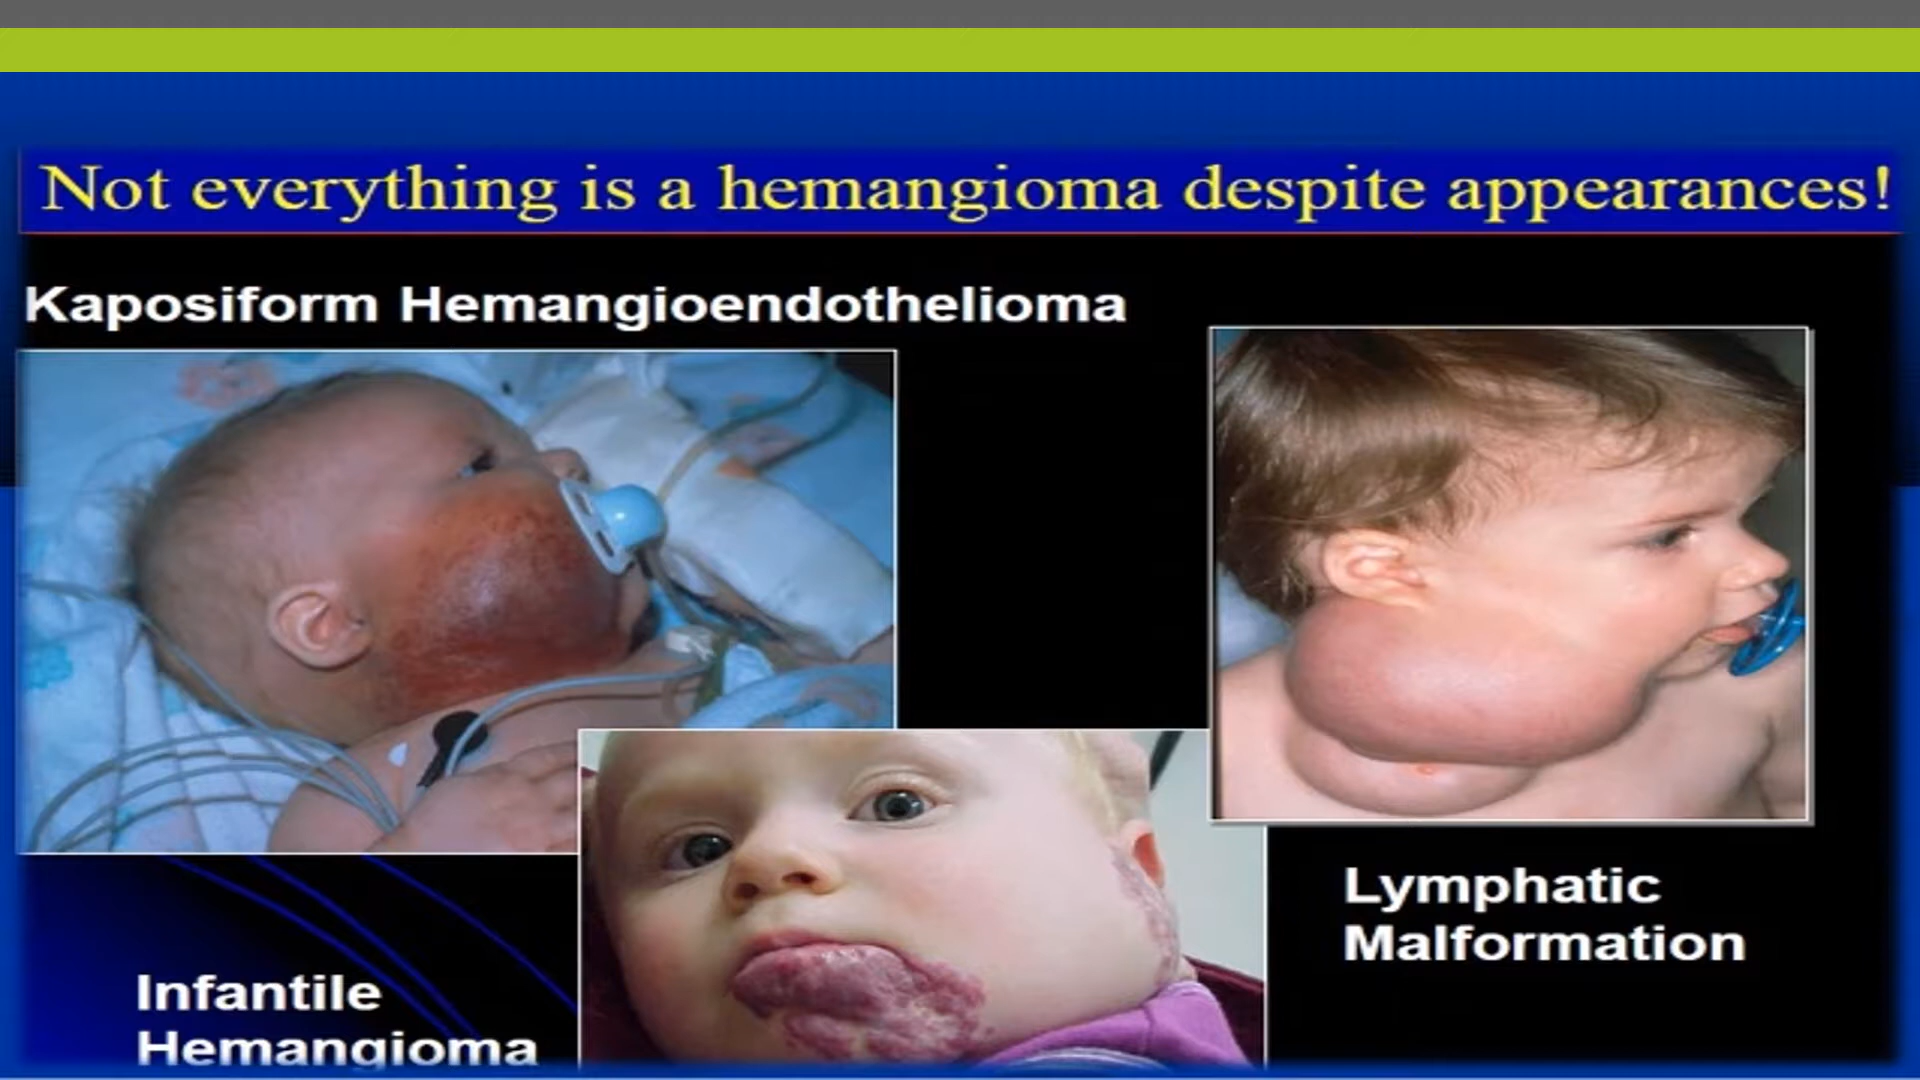 Not everything is a hemangioma despite appearances!
Kaposiform Hemangioendothelioma
Lymphatic
Malformation
Infantile
Hemangioma